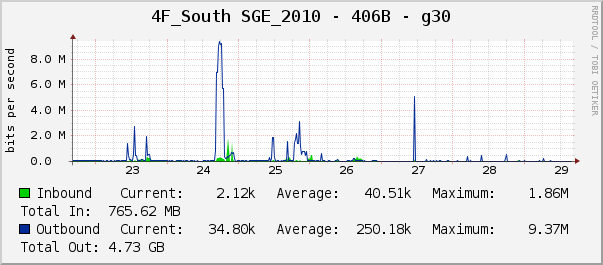 4F_South SGE_2010 - 406B - g30
RRDTOOL / TOBI OETIKER
bits per second
8.0 M
6.0 M
4.0 M
2.0 M
0.0
23 24 25 26 27 28 29
Inbound Current: 2.12k Average: 40.51k Maximum: 1.86M
Total In: 765.62 MB
Outbound Current: 34.80k Average: 250.18k Maximum: 9.37M
Total Out: 4.73 GB